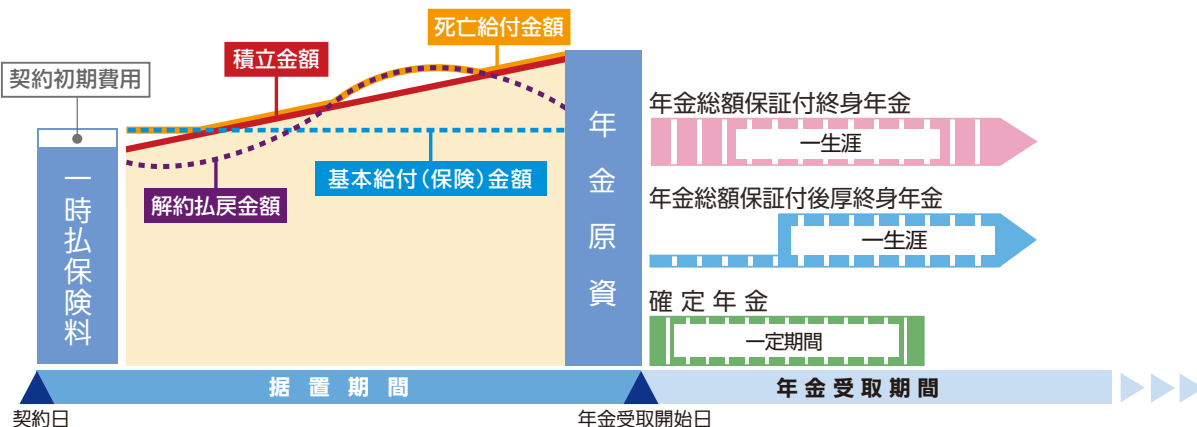 死亡給付金額
積立金額
契約初期費用
基本給付(保険)金額
解約払戻金額
一時払保険料
年金原資
年金総額保証付終身年金
一生涯
年金総額保証付後厚終身年金
一生涯
確定年金
一定期間
据置期間
年金受取期間
契約日
年金受取開始日